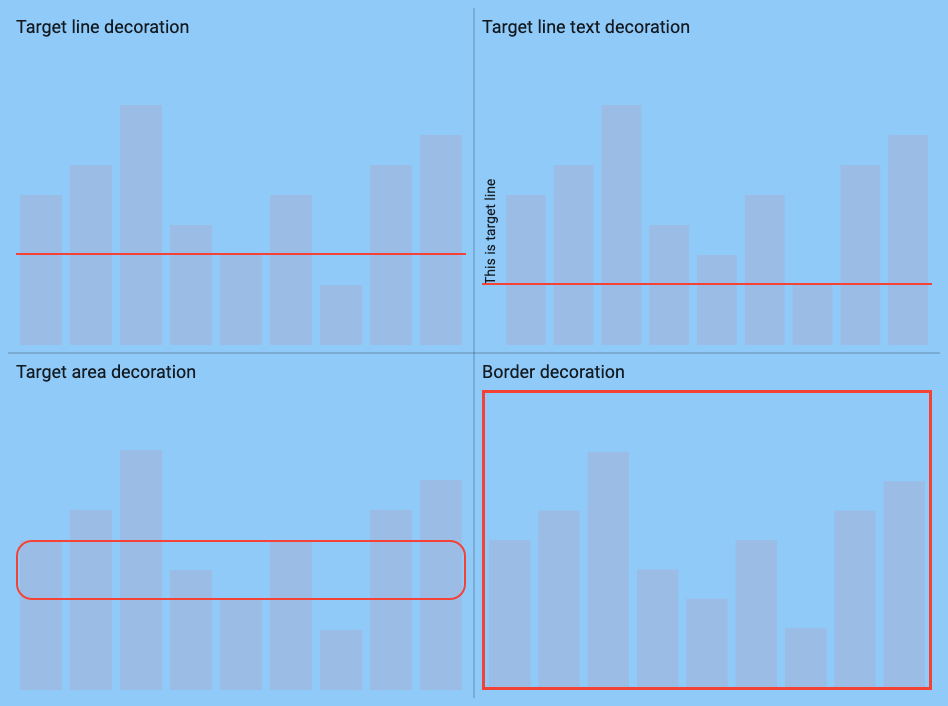 Target line decoration
Target line text decoration
This is target line
Target area decoration
Border decoration